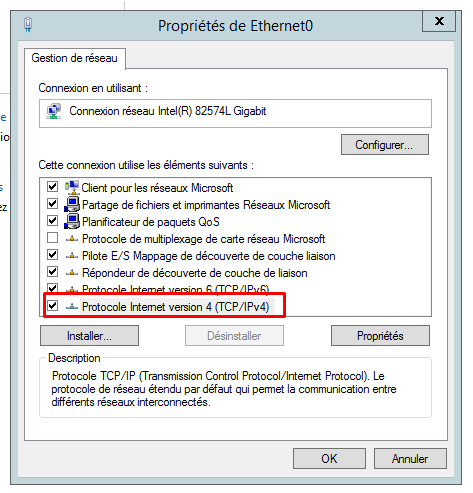 Propriétés de Ethernet0
x
Gestion de réseau
Connexion en utilisant :
Connexion réseau Intel(R) 82574L Gigabit
Configurer...
Cette connexion utilise les éléments suivants :
Client pour les réseaux Microsoft
Partage de fichiers et imprimantes Réseaux Microsoft
Planificateur de paquets QoS
Protocole de multiplexage de carte réseau Microsoft
Pilote E/S Mappage de découverte de couche liaison
Répondeur de découverte de couche de liaison
Protocole Internet version 6 (TCP/IPv6)
Protocole Internet version 4 (TCP/IPv4)
Installer...
Désinstaller
Propriétés
Description
Protocole TCP/IP (Transmission Control Protocol/Internet Protocol). Le
protocole de réseau étendu par défaut qui permet la communication entre
différents réseaux interconnectés.
OK
Annuler